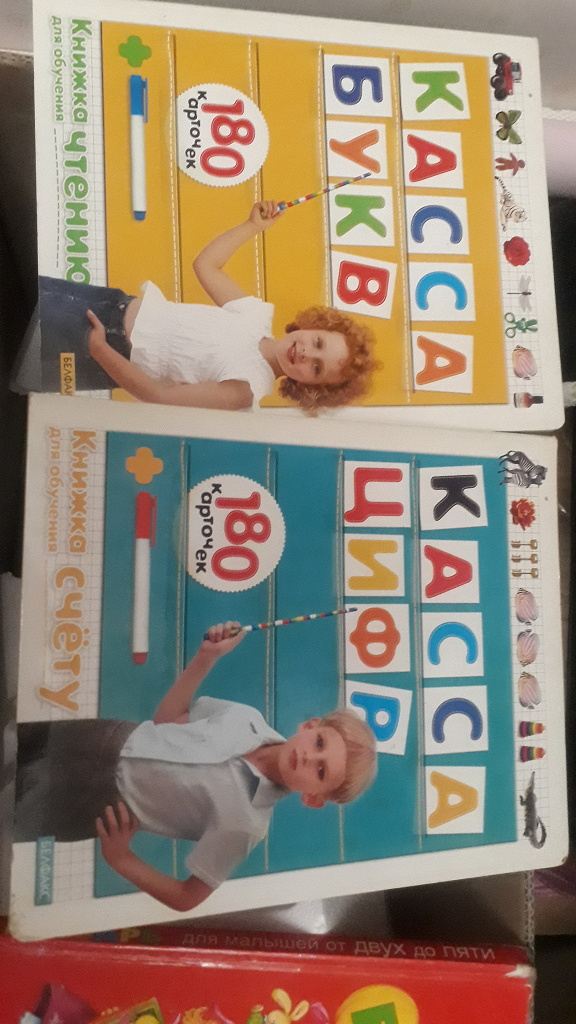 КАССА
БУКВ
180
карточек
Книжка чтению
для обучения
БЕЛФАКС
КАССА
ЦИФР
180
карточек
Книжка счёту
для обучения
БЕЛФАКС
для малышей от двух до пяти